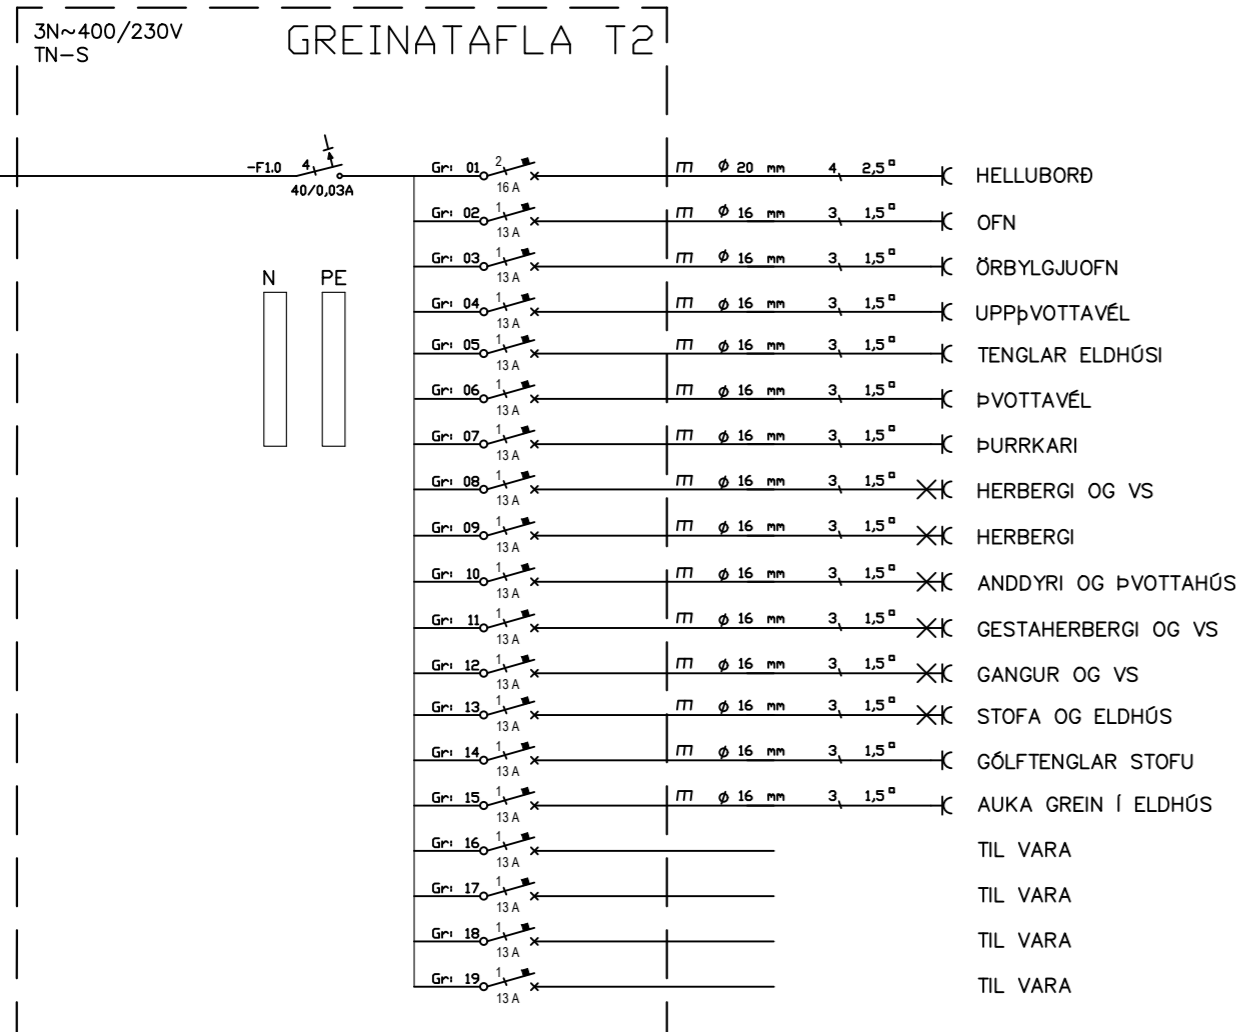 3N~400/230V GREINATAFLA T2
TN-S
-F1.0 4 40/0,03A
N PE
Gr: 01 2 16 A ⌀ 20 mm 4 2,5▫ HELLUBORÐ
Gr: 02 1 13 A ⌀ 16 mm 3 1,5▫ OFN
Gr: 03 1 13 A ⌀ 16 mm 3 1,5▫ ÖRBYLGJUOFN
Gr: 04 1 13 A ⌀ 16 mm 3 1,5▫ UPPÞVOTTAVÉL
Gr: 05 1 13 A ⌀ 16 mm 3 1,5▫ TENGLAR ELDHÚSI
Gr: 06 1 13 A ⌀ 16 mm 3 1,5▫ ÞVOTTAVÉL
Gr: 07 1 13 A ⌀ 16 mm 3 1,5▫ ÞURRKARI
Gr: 08 1 13 A ⌀ 16 mm 3 1,5▫ HERBERGI OG VS
Gr: 09 1 13 A ⌀ 16 mm 3 1,5▫ HERBERGI
Gr: 10 1 13 A ⌀ 16 mm 3 1,5▫ ANDDYRI OG ÞVOTTAHÚS
Gr: 11 1 13 A ⌀ 16 mm 3 1,5▫ GESTAHERBERGI OG VS
Gr: 12 1 13 A ⌀ 16 mm 3 1,5▫ GANGUR OG VS
Gr: 13 1 13 A ⌀ 16 mm 3 1,5▫ STOFA OG ELDHÚS
Gr: 14 1 13 A ⌀ 16 mm 3 1,5▫ GÓLFTENGLAR STOFU
Gr: 15 1 13 A ⌀ 16 mm 3 1,5▫ AUKA GREIN Í ELDHÚS
Gr: 16 1 13 A TIL VARA
Gr: 17 1 13 A TIL VARA
Gr: 18 1 13 A TIL VARA
Gr: 19 1 13 A TIL VARA